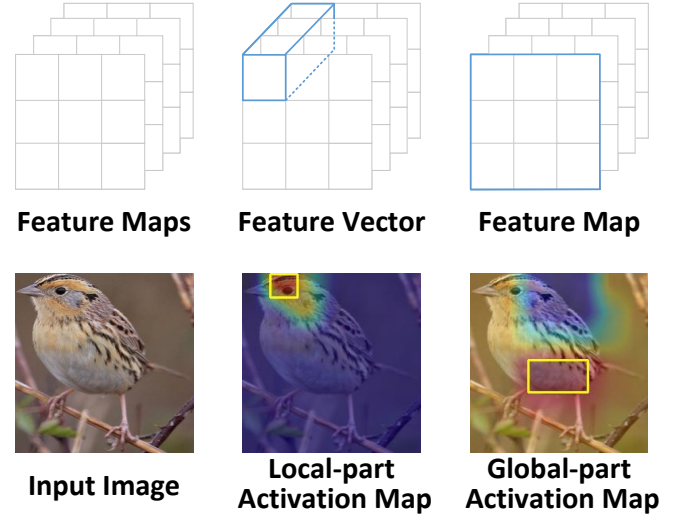 Feature Maps
Feature Vector
Feature Map
Input Image
Local-part
Activation Map
Global-part
Activation Map